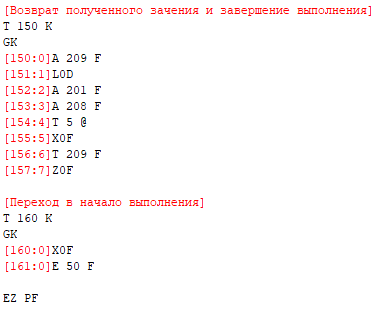 [Возврат полученного зачения и завершение выполнения]
T 150 K
GK
[150:0]A 209 F
[151:1]L0D
[152:2]A 201 F
[153:3]A 208 F
[154:4]T 5 @
[155:5]X0F
[156:6]T 209 F
[157:7]Z0F
[Переход в начало выполнения]
T 160 K
GK
[160:0]X0F
[161:0]E 50 F
EZ PF